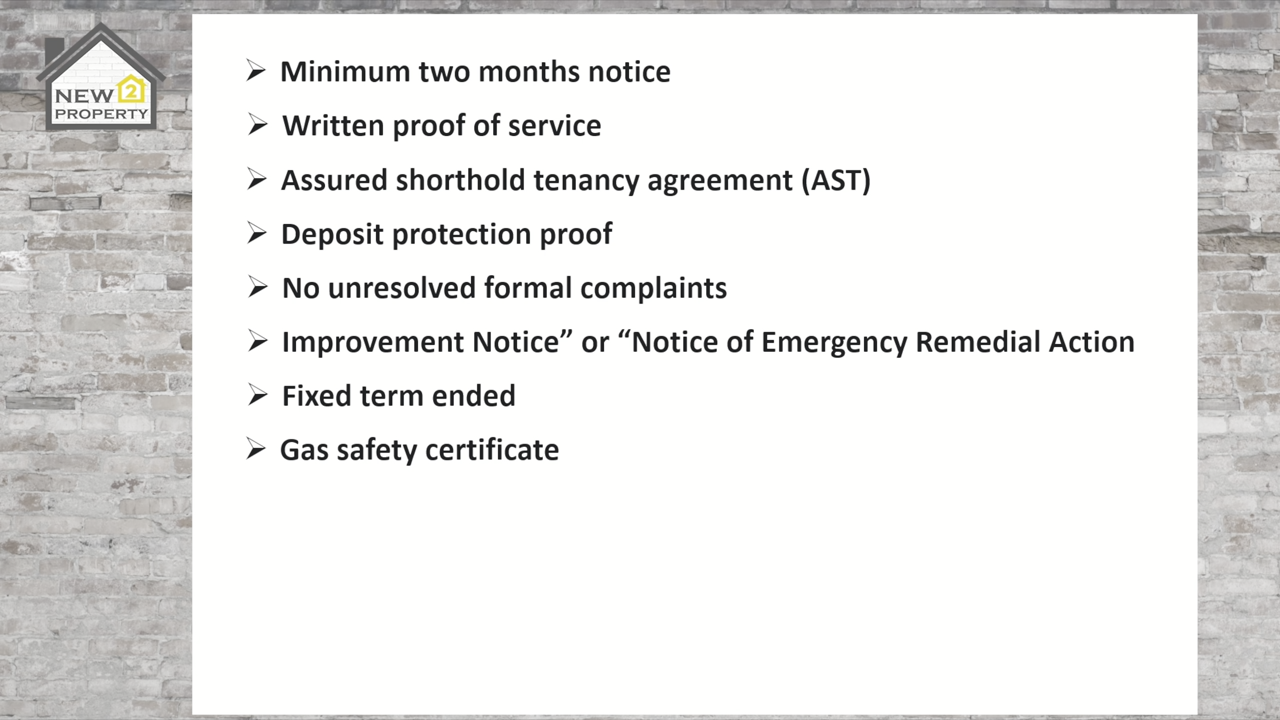 NEW 2
PROPERTY
Minimum two months notice
Written proof of service
Assured shorthold tenancy agreement (AST)
Deposit protection proof
No unresolved formal complaints
Improvement Notice” or “Notice of Emergency Remedial Action
Fixed term ended
Gas safety certificate